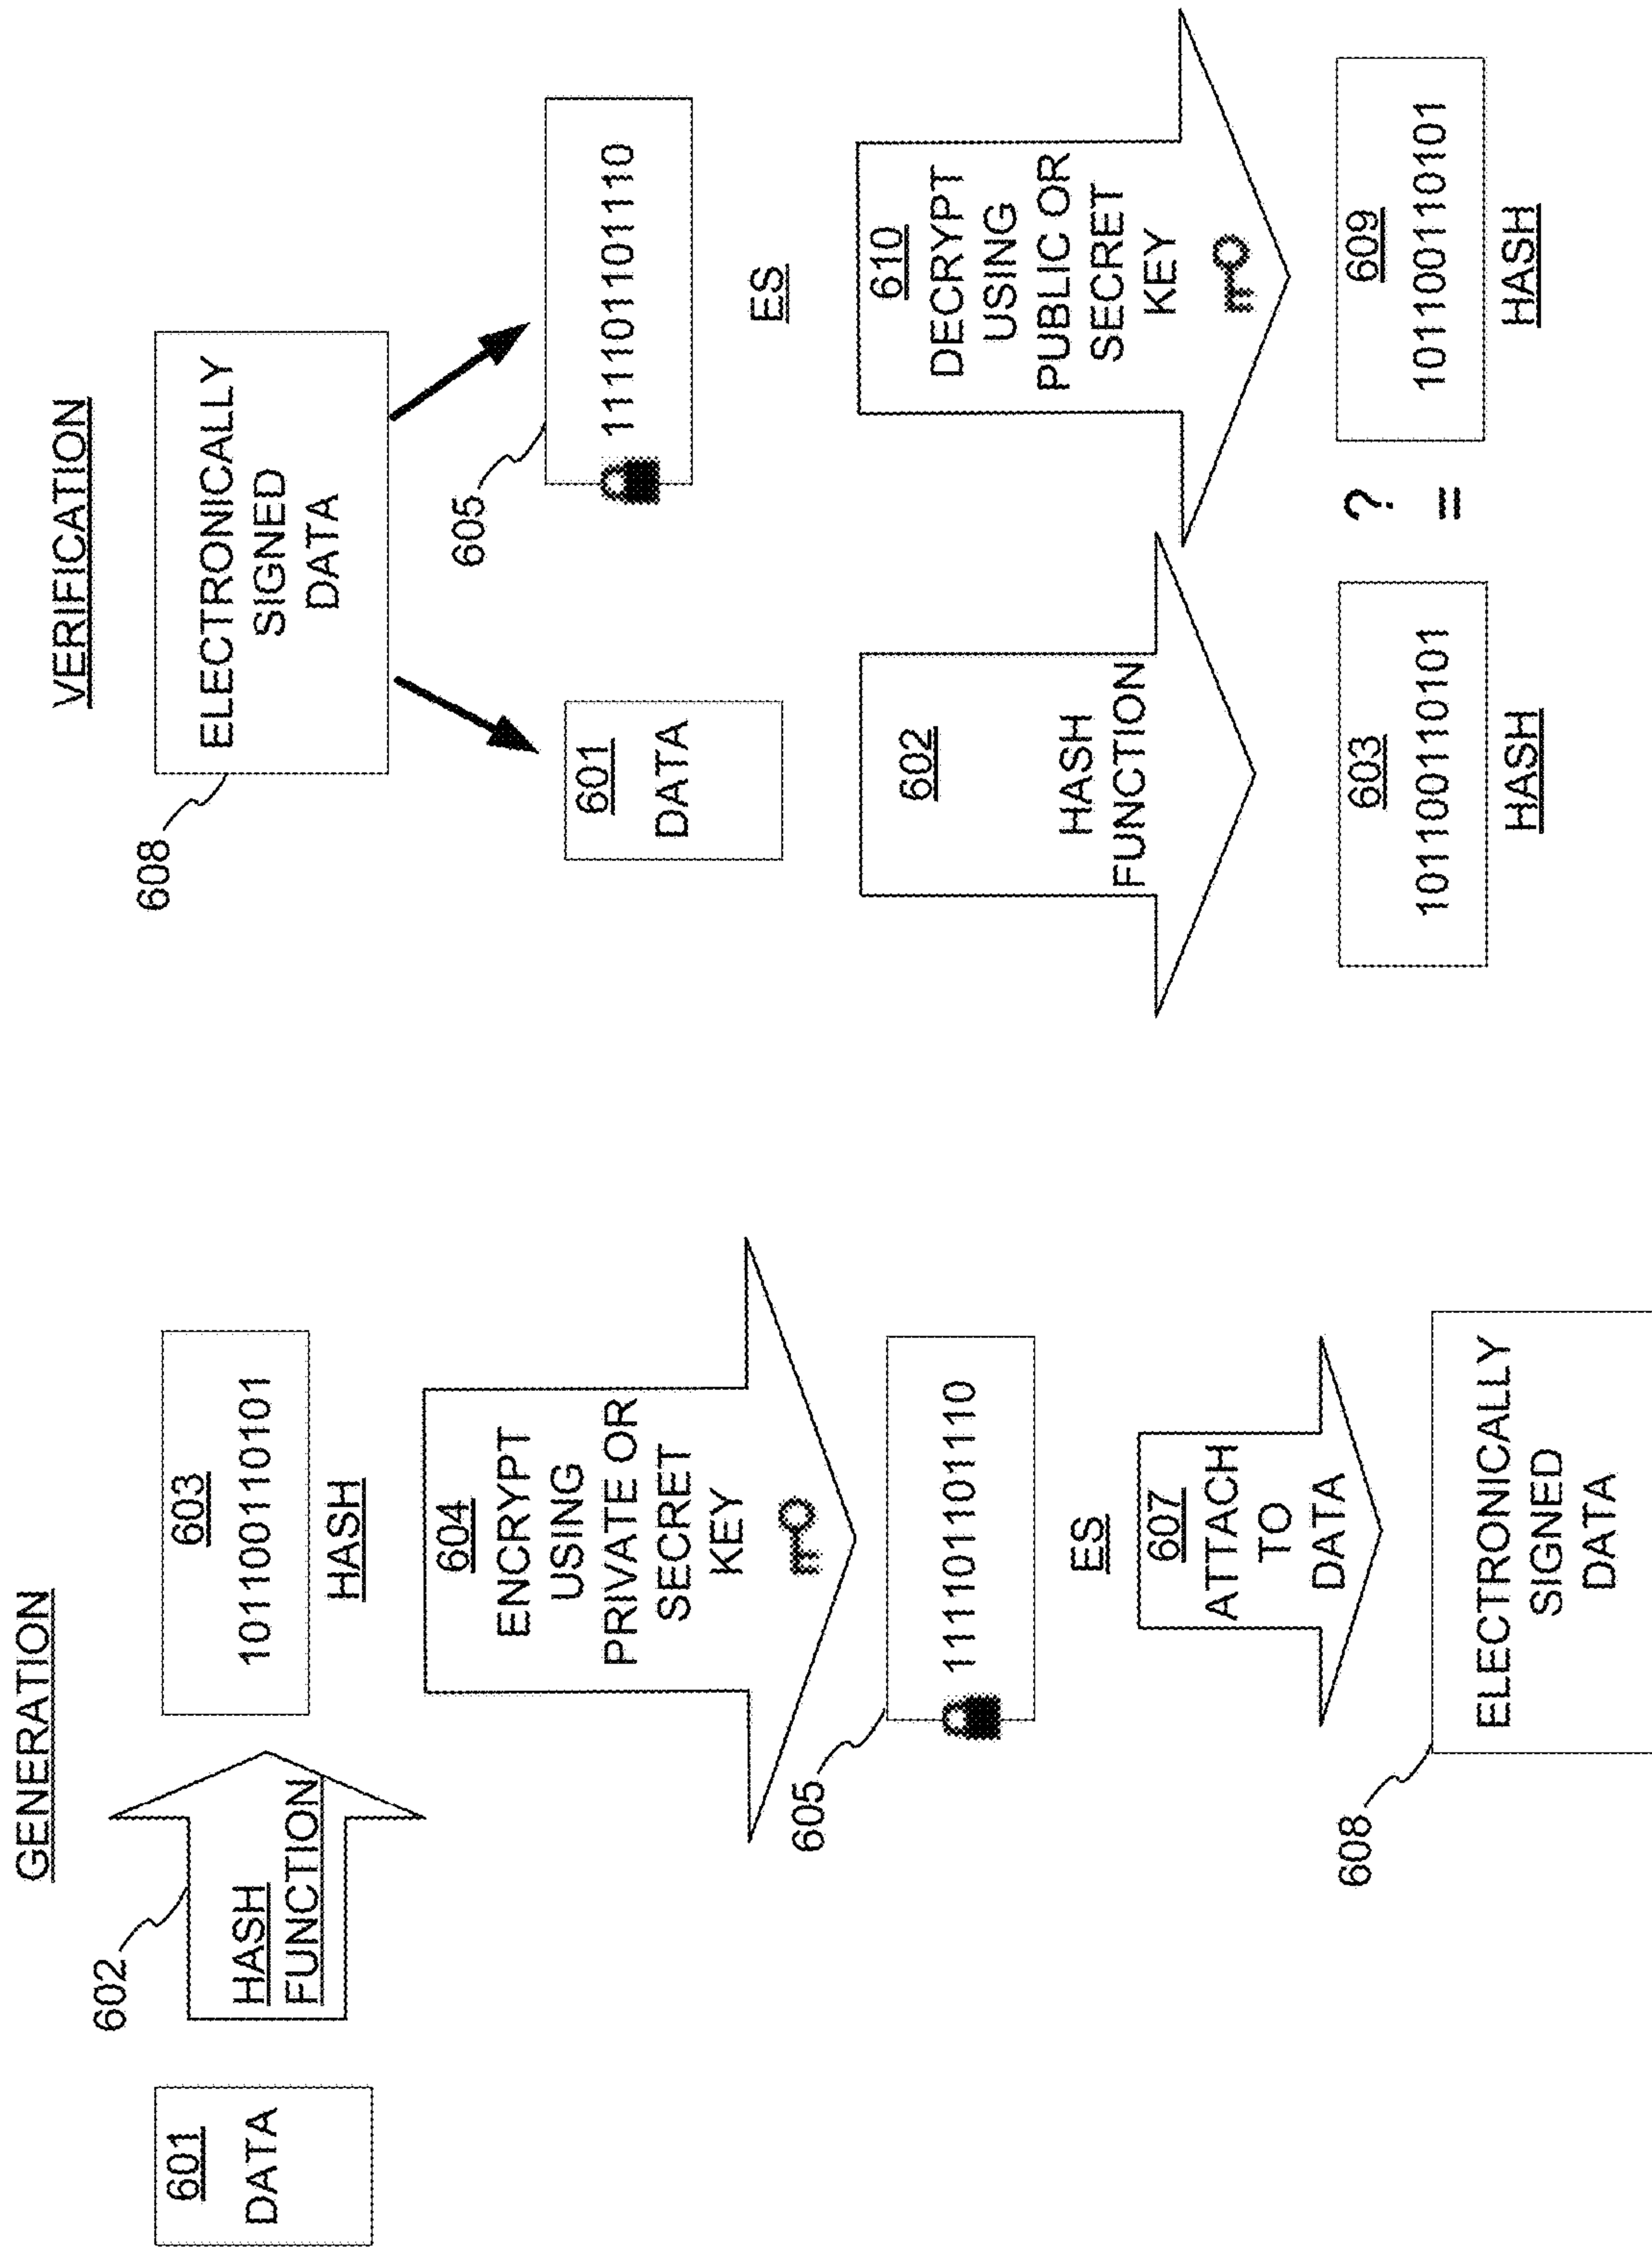 GENERATION
601
DATA
602
HASH
FUNCTION
603
101100110101
HASH
604
ENCRYPT
USING
PRIVATE OR
SECRET
KEY
605
111101101110
ES
607
ATTACH
TO
DATA
608
ELECTRONICALLY
SIGNED
DATA
VERIFICATION
608
ELECTRONICALLY
SIGNED
DATA
601
DATA
605
111101101110
ES
602
HASH
FUNCTION
610
DECRYPT
USING
PUBLIC OR
SECRET
KEY
603
101100110101
HASH
?
=
609
101100110101
HASH